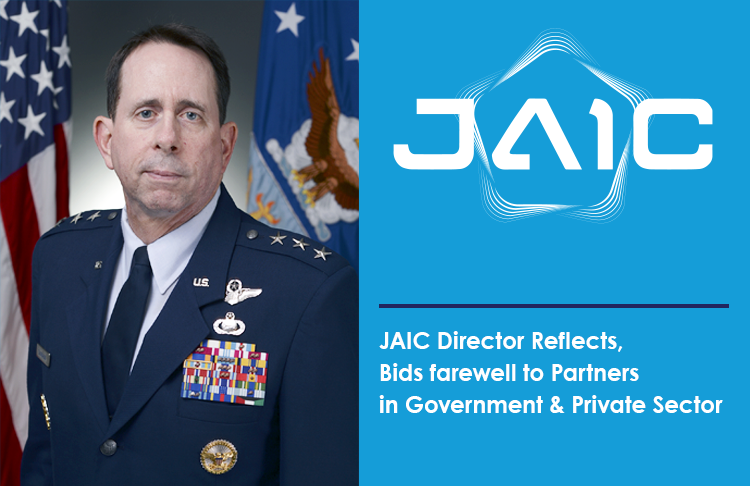 U.S.
JAIC
JAIC Director Reflects,
Bids farewell to Partners
in Government & Private Sector